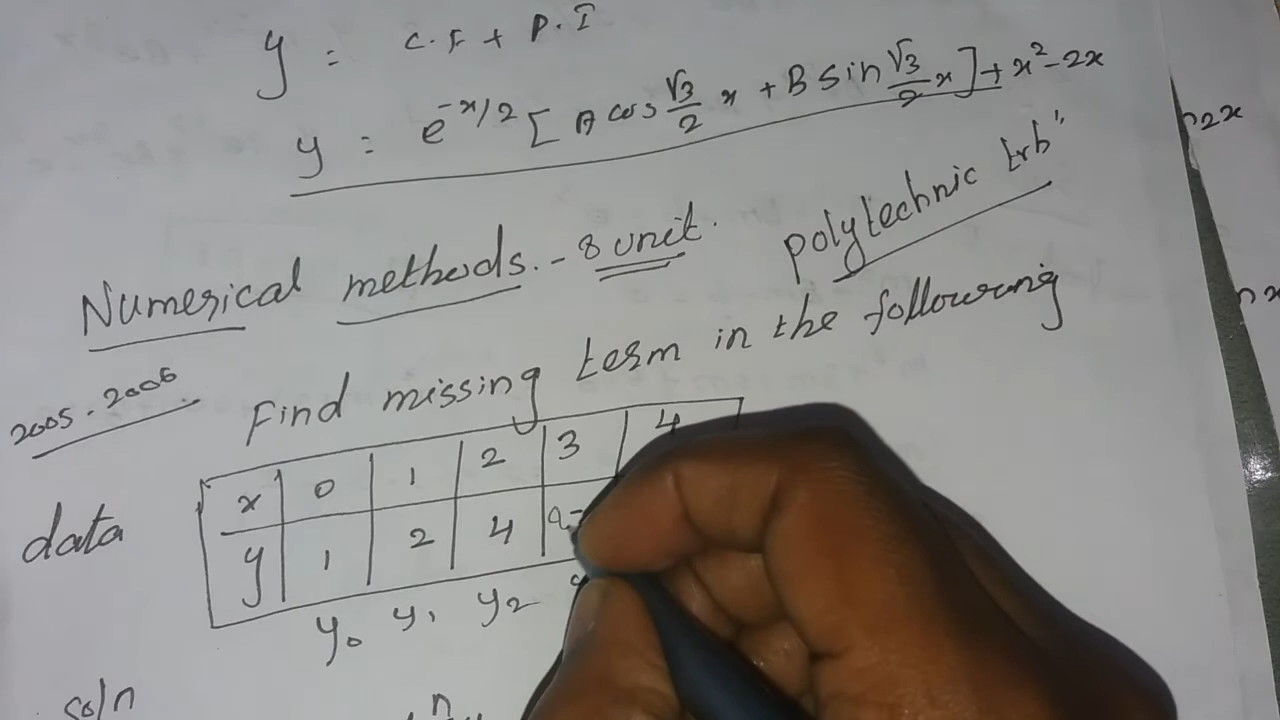 y = C.F + P.I
y = e^{-x/2} [A cos √3/2 x + B sin √3/2 x] + x² - 2x
Numerical methods. - 8 unit. polytechnic trb"
2005 - 2006 Find missing term in the following
data
x 0 1 2 3 4
y 1 2 4
y₀ y₁ y₂
soln n
2x